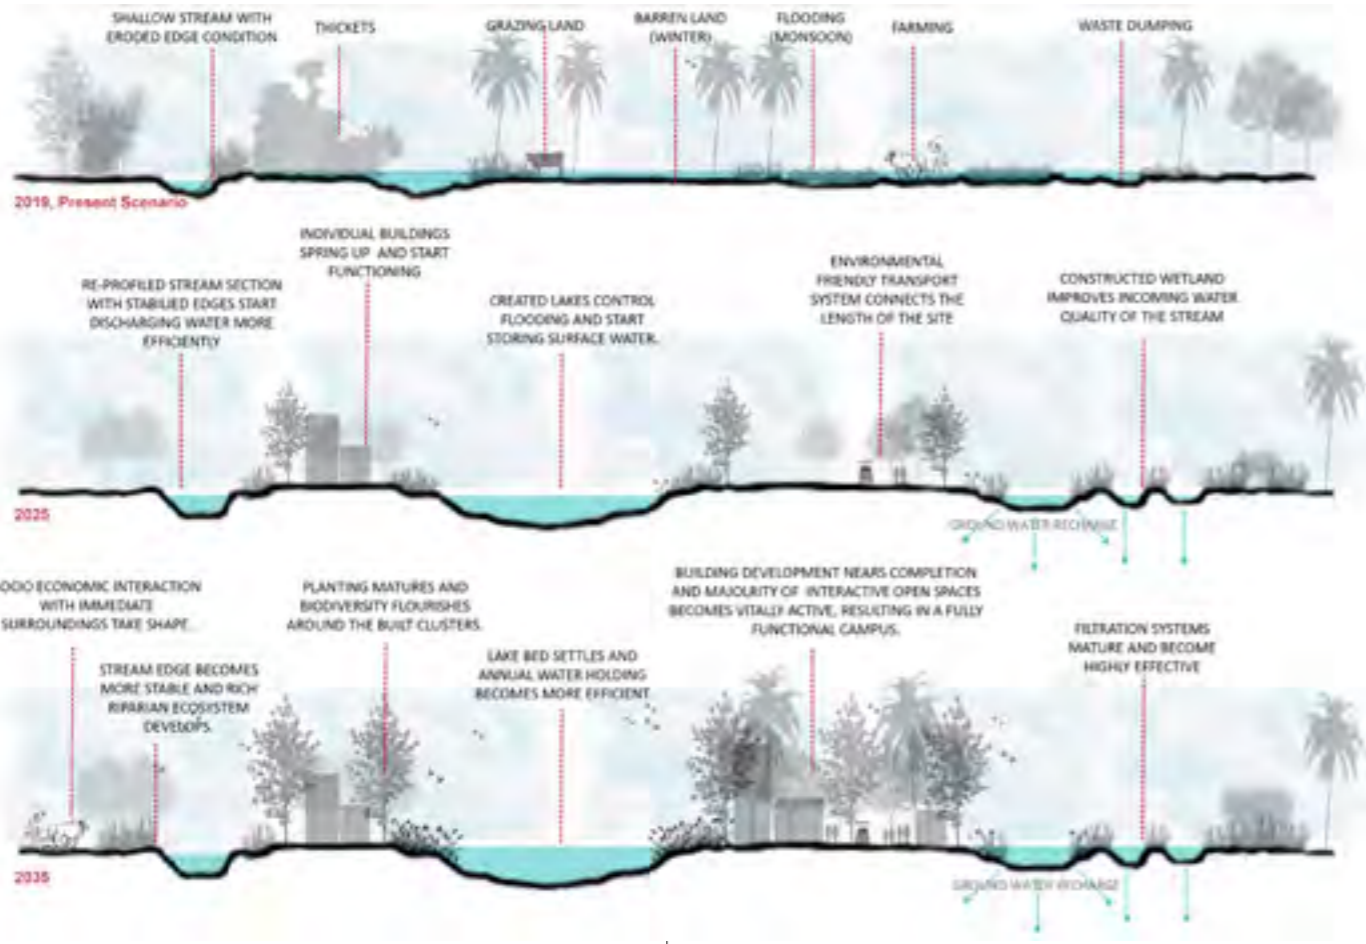 SHALLOW STREAM WITH
ERODED EDGE CONDITION
THICKETS
GRAZING LAND
BARREN LAND
(WINTER)
FLOODING
(MONSOON)
FARMING
WASTE DUMPING
2019, Present Scenario
RE-PROFILED STREAM SECTION
WITH STABILIED EDGES START
DISCHARGING WATER MORE
EFFICIENTLY
INDIVIDUAL BUILDINGS
SPRING UP AND START
FUNCTIONING
CREATED LAKES CONTROL
FLOODING AND START
STORING SURFACE WATER.
ENVIRONMENTAL
FRIENDLY TRANSPORT
SYSTEM CONNECTS THE
LENGTH OF THE SITE
CONSTRUCTED WETLAND
IMPROVES INCOMING WATER
QUALITY OF THE STREAM
GROUND WATER RECHARGE
2025
OCIO ECONOMIC INTERACTION
WITH IMMEDIATE
SURROUNDINGS TAKE SHAPE.
STREAM EDGE BECOMES
MORE STABLE AND RICH
RIPARIAN ECOSYSTEM
DEVELOPS.
PLANTING MATURES AND
BIODIVERSITY FLOURISHES
AROUND THE BUILT CLUSTERS.
LAKE BED SETTLES AND
ANNUAL WATER HOLDING
BECOMES MORE EFFICIENT
BUILDING DEVELOPMENT NEARS COMPLETION
AND MAJOLRITY OF INTERACTIVE OPEN SPACES
BECOMES VITALLY ACTIVE, RESULTING IN A FULLY
FUNCTIONAL CAMPUS.
FILTRATION SYSTEMS
MATURE AND BECOME
HIGHLY EFFECTIVE
GROUND WATER RECHARGE
2035